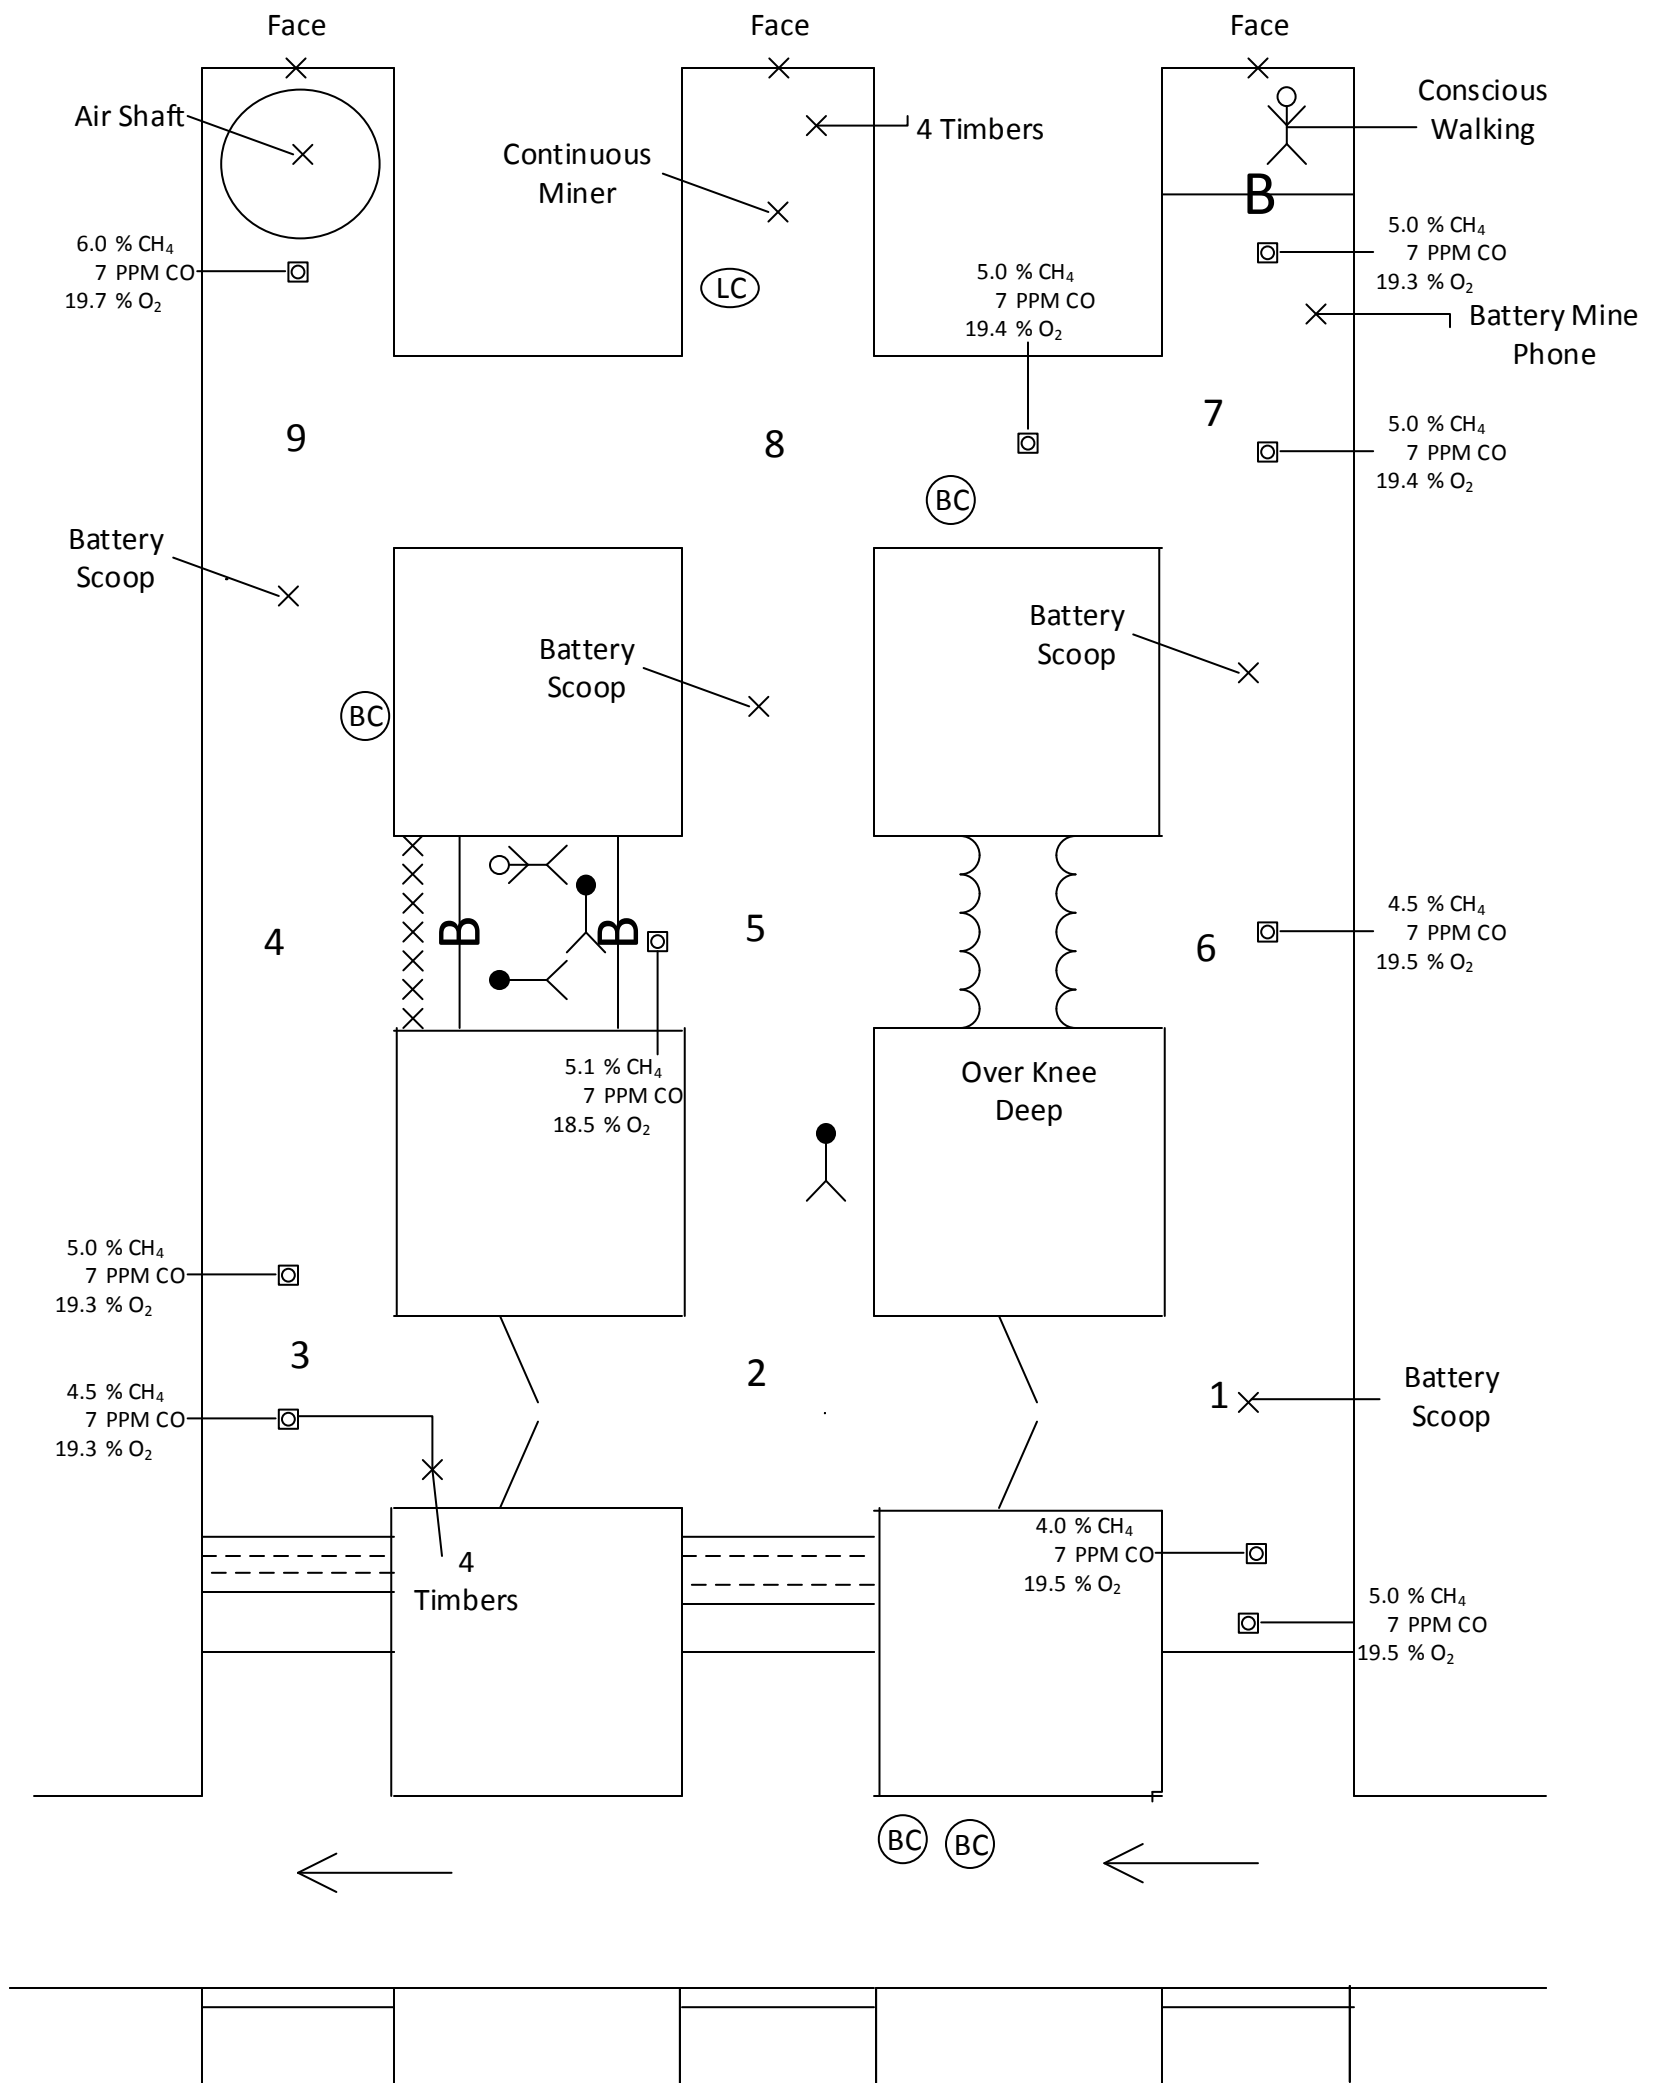 Face
Face
Face
Air Shaft
4 Timbers
Conscious
Walking
Continuous
Miner
B
6.0 % CH₄
7 PPM CO
19.7 % O₂
LC
5.0 % CH₄
7 PPM CO
19.4 % O₂
5.0 % CH₄
7 PPM CO
19.3 % O₂
Battery Mine
Phone
9
8
7
5.0 % CH₄
7 PPM CO
19.4 % O₂
BC
Battery
Scoop
Battery
Scoop
Battery
Scoop
BC
4
B
B
5
6
4.5 % CH₄
7 PPM CO
19.5 % O₂
5.1 % CH₄
7 PPM CO
18.5 % O₂
Over Knee
Deep
5.0 % CH₄
7 PPM CO
19.3 % O₂
3
2
1
Battery
Scoop
4.5 % CH₄
7 PPM CO
19.3 % O₂
4
Timbers
4.0 % CH₄
7 PPM CO
19.5 % O₂
5.0 % CH₄
7 PPM CO
19.5 % O₂
BC
BC